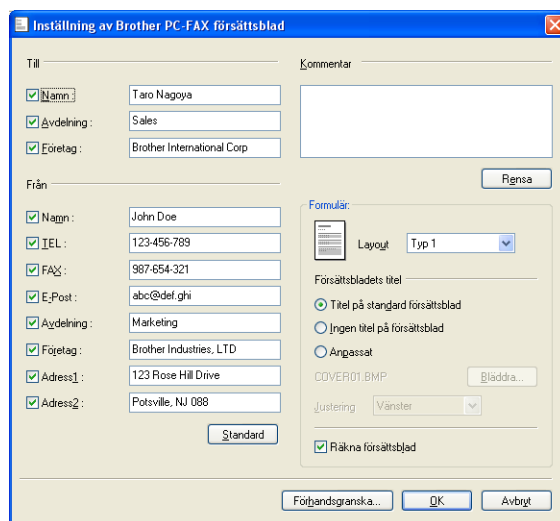 Inställning av Brother PC-FAX försättsblad
Till
Namn :
Taro Nagoya
Avdelning :
Sales
Företag :
Brother International Corp
Från
Namn :
John Doe
TEL :
123-456-789
FAX :
987-654-321
E-Post :
abc@def.ghi
Avdelning :
Marketing
Företag :
Brother Industries, LTD
Adress1 :
123 Rose Hill Drive
Adress2 :
Potsville, NJ 088
Standard
Kommentar
Rensa
Formulär:
Layout
Typ 1
Försättsbladets titel
Titel på standard försättsblad
Ingen titel på försättsblad
Anpassat
COVER01.BMP
Bläddra...
Justering
Vänster
Räkna försättsblad
Förhandsgranska...
OK
Avbryt